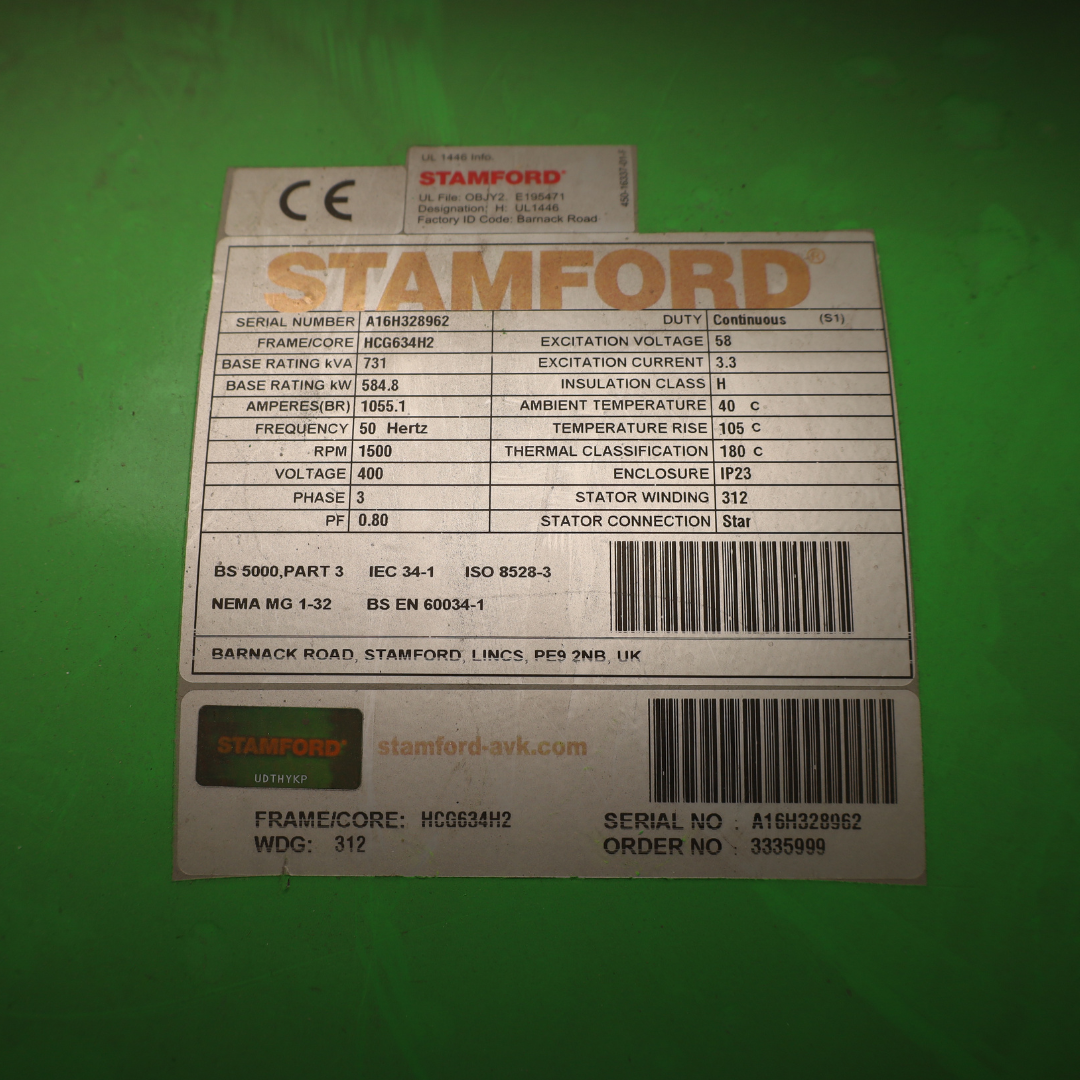 UL 1446 Info.
STAMFORD
UL File: OBJY2 E195471
Designation: H: UL1446
Factory ID Code: Barnack Road
450-16337-01-F
CE
STAMFORD®
SERIAL NUMBER A16H328962 DUTY Continuous (S1)
FRAME/CORE HCG634H2 EXCITATION VOLTAGE 58
BASE RATING kVA 731 EXCITATION CURRENT 3.3
BASE RATING kW 584.8 INSULATION CLASS H
AMPERES(BR) 1055.1 AMBIENT TEMPERATURE 40 C
FREQUENCY 50 Hertz TEMPERATURE RISE 105 C
RPM 1500 THERMAL CLASSIFICATION 180 C
VOLTAGE 400 ENCLOSURE IP23
PHASE 3 STATOR WINDING 312
PF 0.80 STATOR CONNECTION Star
BS 5000,PART 3 IEC 34-1 ISO 8528-3
NEMA MG 1-32 BS EN 60034-1
BARNACK ROAD, STAMFORD, LINCS, PE9 2NB, UK
STAMFORD
UDTHYKP
stamford-avk.com
FRAME/CORE: HCG634H2 SERIAL NO : A16H328962
WDG: 312 ORDER NO : 3335999